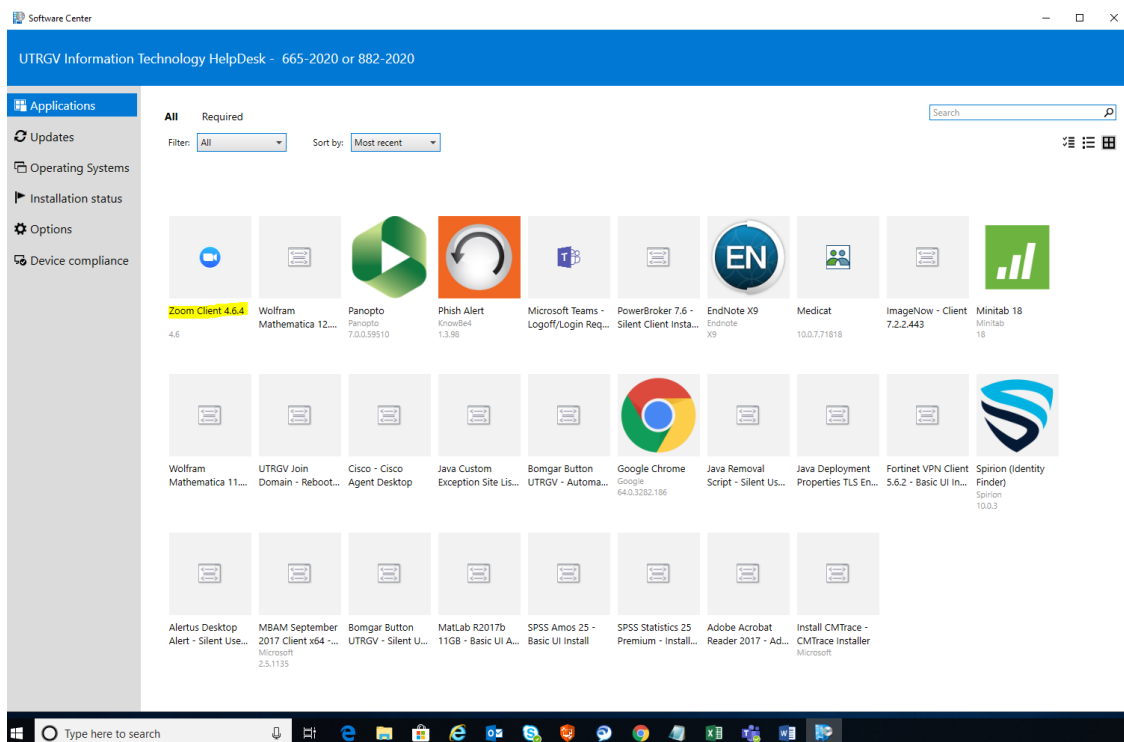 Software Center
UTRGV Information Technology HelpDesk - 665-2020 or 882-2020
Applications
Updates
Operating Systems
Installation status
Options
Device compliance
All Required
Search
Filter: All Sort by: Most recent
EN
Zoom Client 4.6.4
4.6
Wolfram
Mathematica 12....
Panopto
Panopto
7.0.0.59510
Phish Alert
KnowBe4
1.3.98
Microsoft Teams -
Logoff/Login Req...
PowerBroker 7.6 -
Silent Client Insta...
EndNote X9
Endnote
X9
Medicat
10.0.7.71818
ImageNow - Client
7.2.2.443
Minitab 18
Minitab
18
Wolfram
Mathematica 11....
UTRGV Join
Domain - Reboot...
Cisco - Cisco
Agent Desktop
Java Custom
Exception Site Lis...
Bomgar Button
UTRGV - Automa...
Google Chrome
Google
64.0.3282.186
Java Removal
Script - Silent Us...
Java Deployment
Properties TLS En...
Fortinet VPN Client
5.6.2 - Basic UI In...
Spirion (Identity
Finder)
Spirion
10.0.3
Alertus Desktop
Alert - Silent Use...
MBAM September
2017 Client x64 -...
Microsoft
2.5.1135
Bomgar Button
UTRGV - Silent U...
MatLab R2017b
11GB - Basic UI A...
SPSS Amos 25 -
Basic UI Install
SPSS Statistics 25
Premium - Install...
Adobe Acrobat
Reader 2017 - Ad...
Install CMTrace -
CMTrace Installer
Microsoft
Type here to search